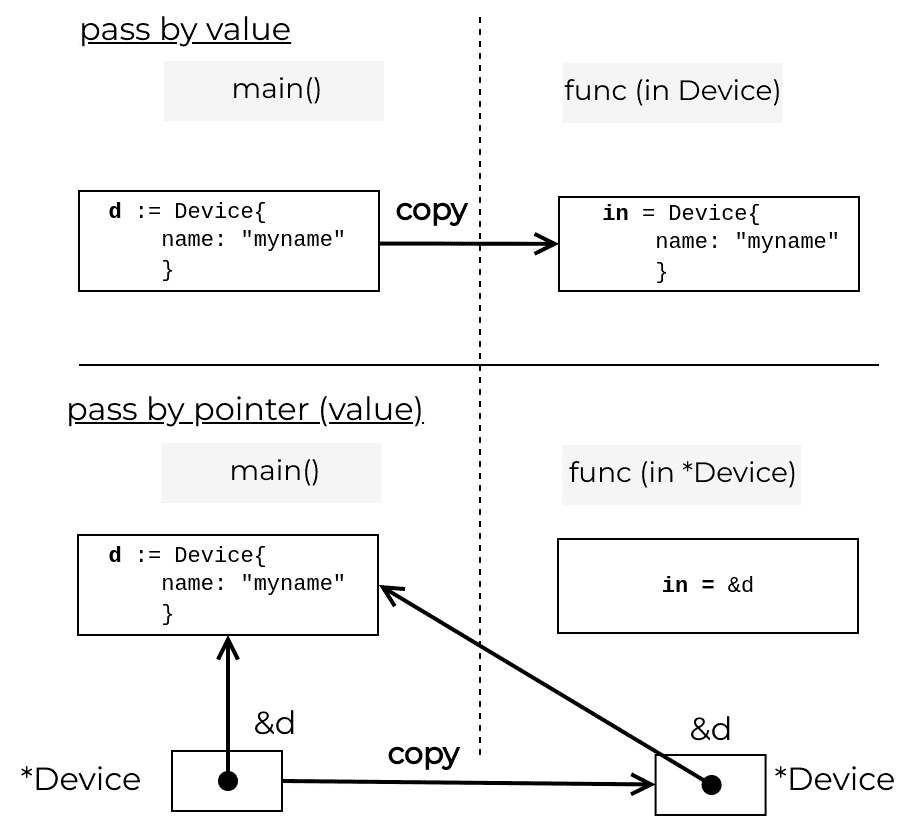 pass by value
main()
func (in Device)
d := Device{
name: "myname"
}
copy
in = Device{
name: "myname"
}
pass by pointer (value)
main()
func (in *Device)
d := Device{
name: "myname"
}
in = &d
&d
&d
copy
*Device
*Device